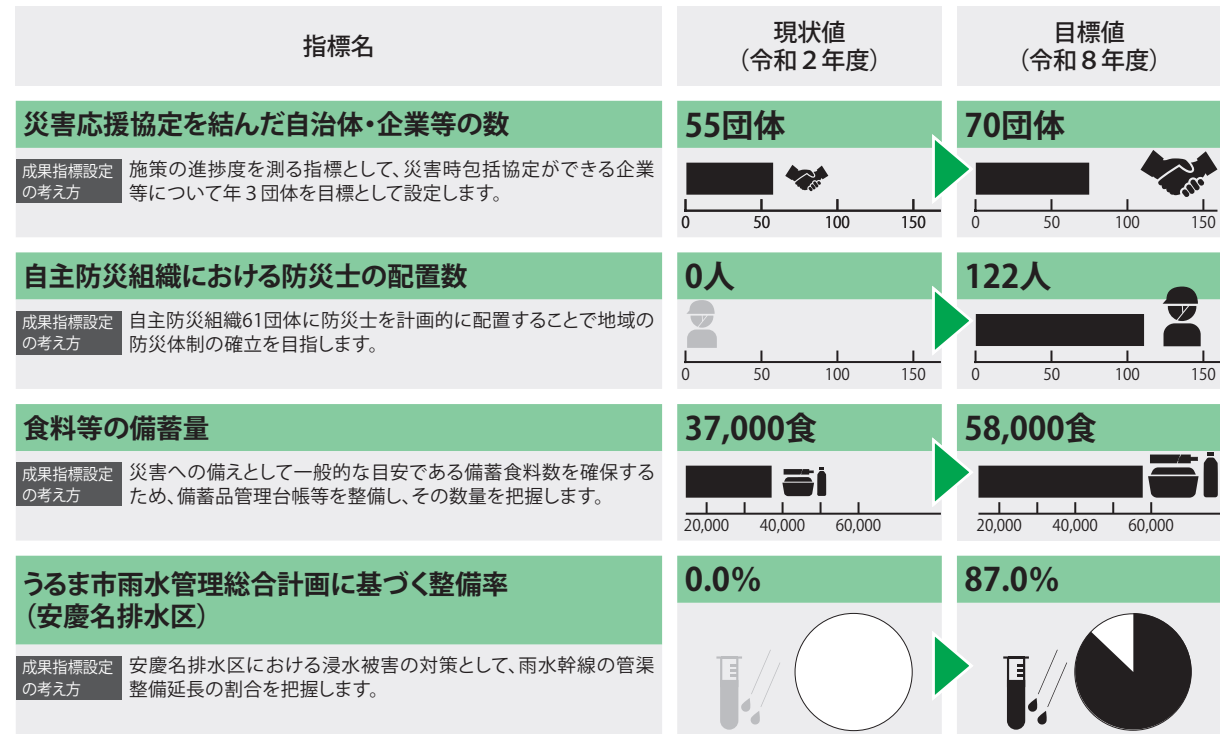 指標名
現状値
（令和２年度）
目標値
（令和８年度）
災害応援協定を結んだ自治体・企業等の数
55団体
70団体
成果指標設定
の考え方
施策の進捗度を測る指標として、災害時包括協定ができる企業
等について年３団体を目標として設定します。
0 50 100 150
0 50 100 150
自主防災組織における防災士の配置数
0人
122人
成果指標設定
の考え方
自主防災組織61団体に防災士を計画的に配置することで地域の
防災体制の確立を目指します。
0 50 100 150
0 50 100 150
食料等の備蓄量
37,000食
58,000食
成果指標設定
の考え方
災害への備えとして一般的な目安である備蓄食料数を確保する
ため、備蓄品管理台帳等を整備し、その数量を把握します。
20,000 40,000 60,000
20,000 40,000 60,000
うるま市雨水管理総合計画に基づく整備率
（安慶名排水区）
0.0%
87.0%
成果指標設定
の考え方
安慶名排水区における浸水被害の対策として、雨水幹線の管渠
整備延長の割合を把握します。